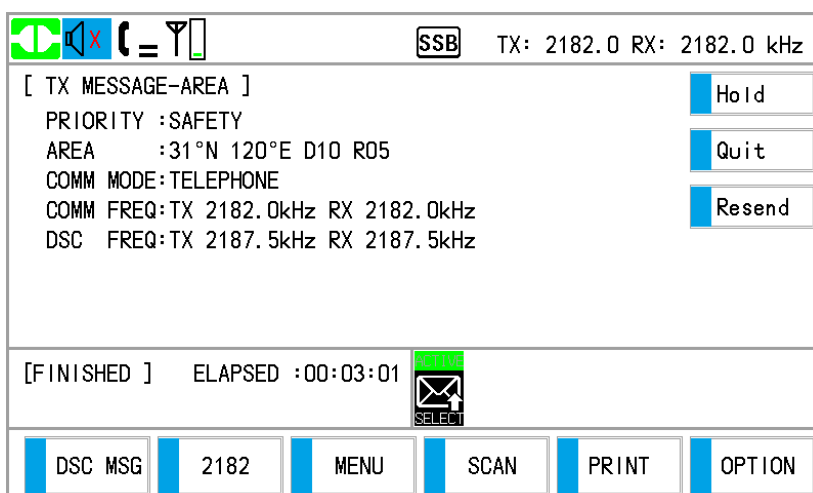 SSB TX: 2182.0 RX: 2182.0 kHz
[ TX MESSAGE-AREA ]
PRIORITY :SAFETY
AREA :31°N 120°E D10 R05
COMM MODE:TELEPHONE
COMM FREQ:TX 2182.0kHz RX 2182.0kHz
DSC FREQ:TX 2187.5kHz RX 2187.5kHz
Hold
Quit
Resend
[FINISHED ] ELAPSED :00:03:01
ACTIVE
SELECT
DSC MSG 2182 MENU SCAN PRINT OPTION